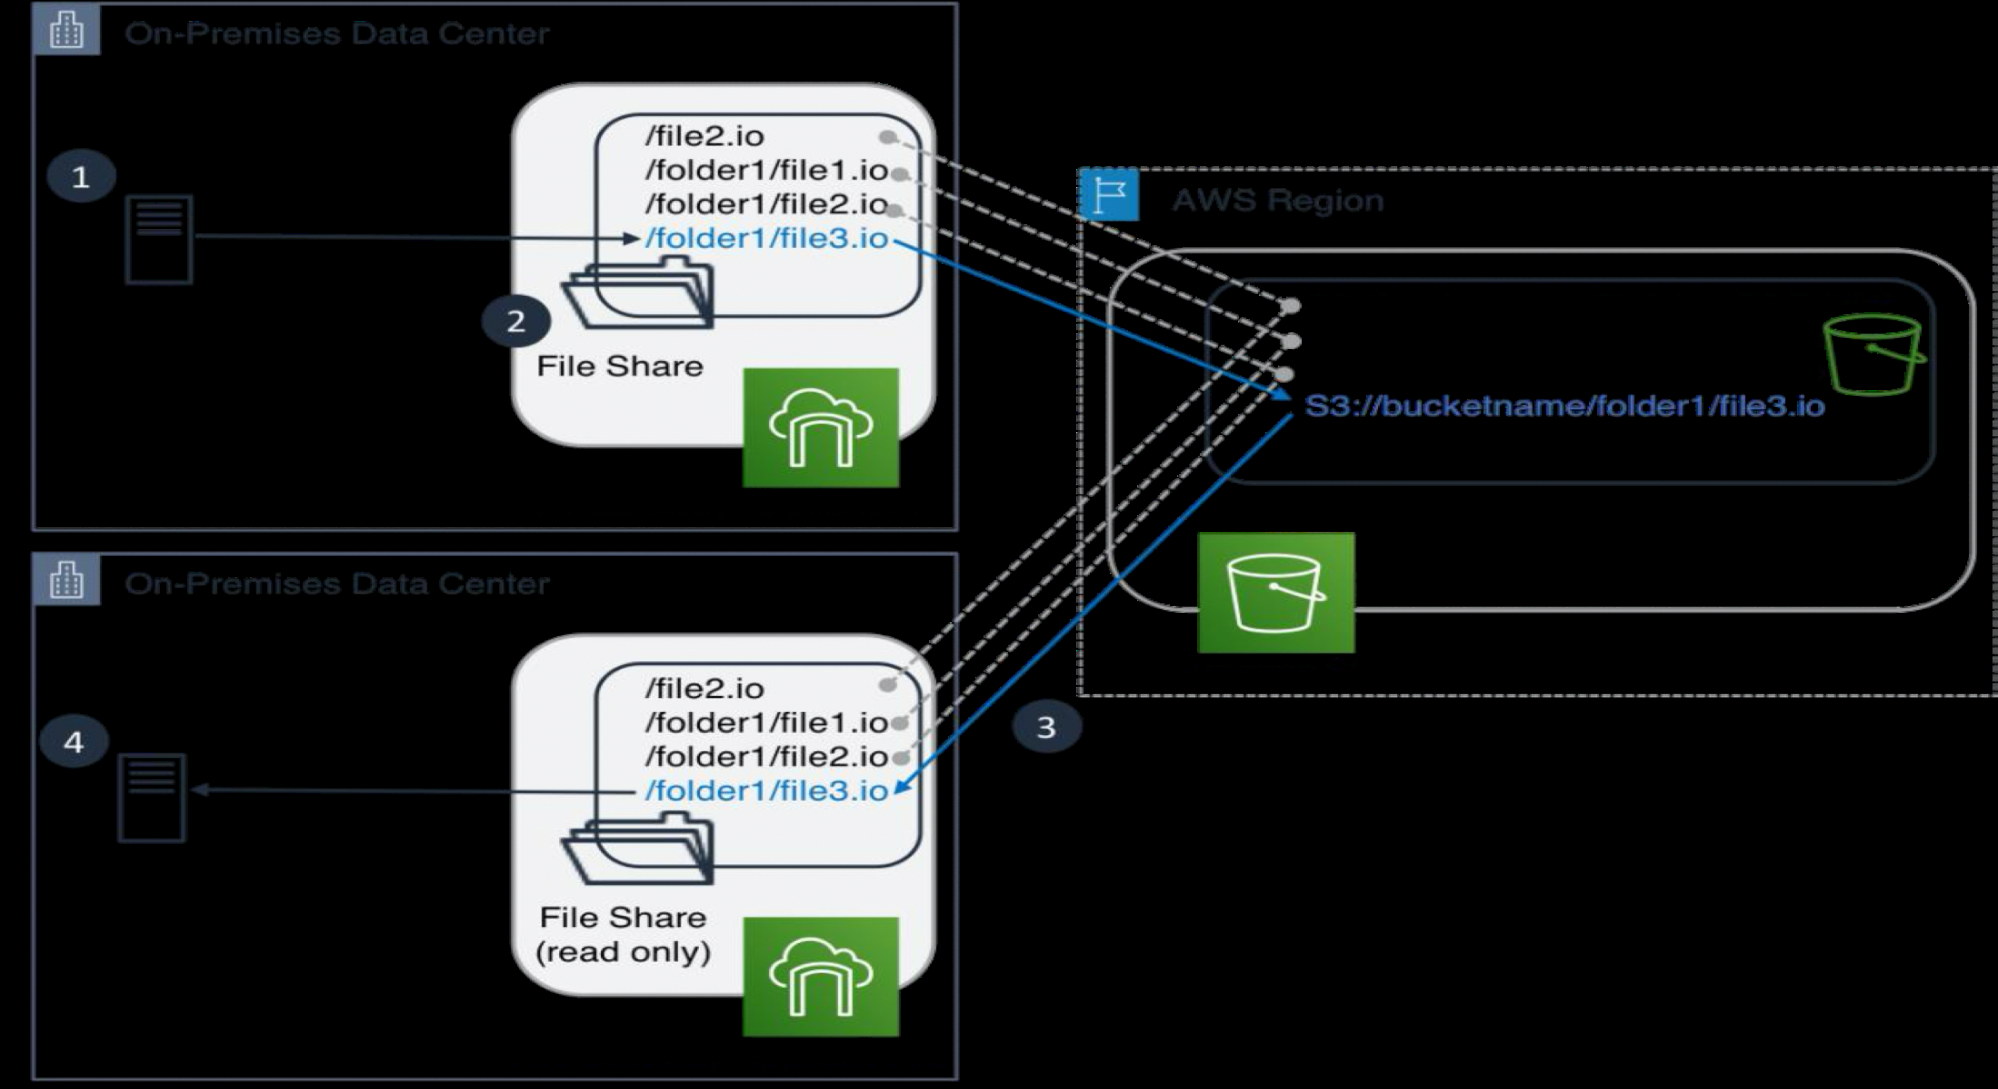 On-Premises Data Center
/file2.io
/folder1/file1.io
/folder1/file2.io
/folder1/file3.io
1
2
File Share
AWS Region
S3://bucketname/folder1/file3.io
On-Premises Data Center
/file2.io
/folder1/file1.io
/folder1/file2.io
/folder1/file3.io
3
4
File Share
(read only)